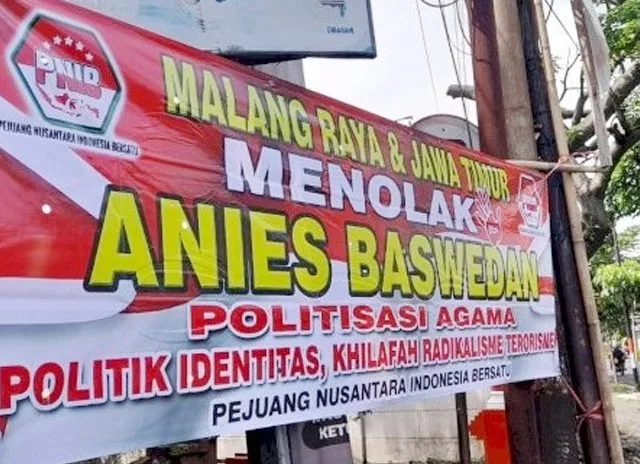 PNIB
PEJUANG NUSANTARA INDONESIA BERSATU
MALANG RAYA & JAWA TIMUR
MENOLAK
ANIES BASWEDAN
POLITISASI AGAMA
POLITIK IDENTITAS, KHILAFAH RADIKALISME TERORISME
PEJUANG NUSANTARA INDONESIA BERSATU